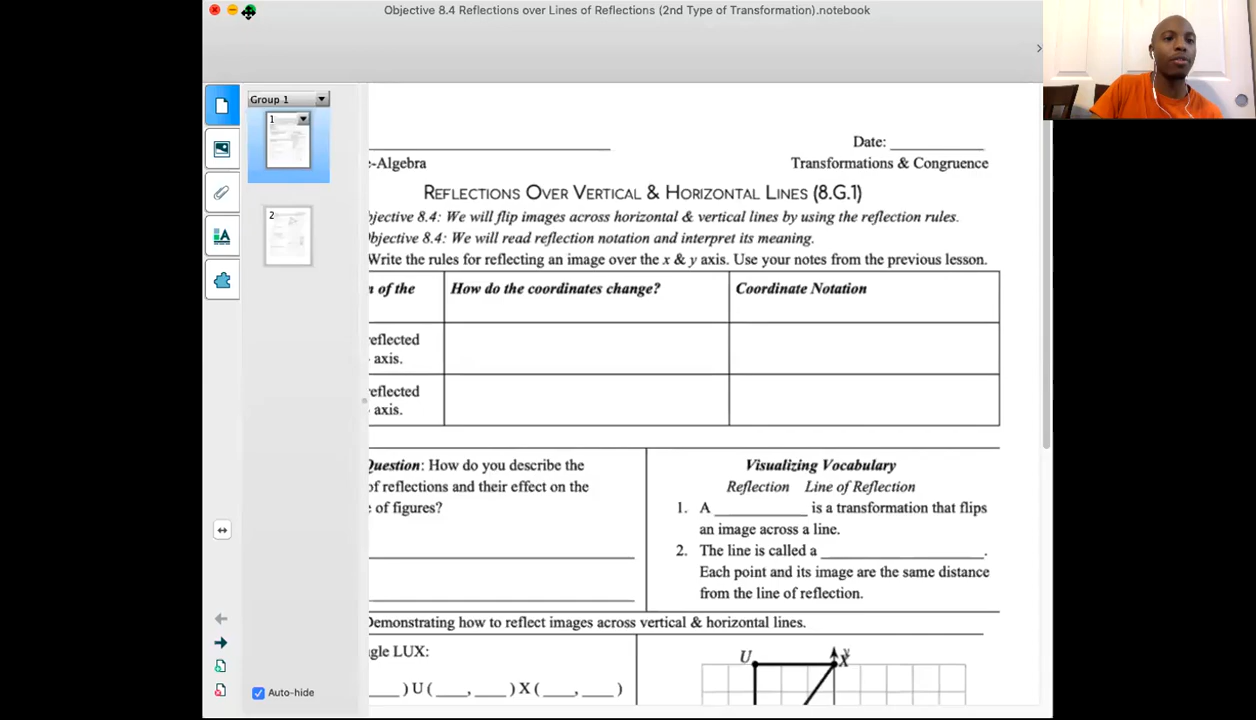 Objective 8.4 Reflections over Lines of Reflections (2nd Type of Transformation).notebook
Group 1
1
2
Auto-hide
Date: ____________
-Algebra
Transformations & Congruence
REFLECTIONS OVER VERTICAL & HORIZONTAL LINES (8.G.1)
bjective 8.4: We will flip images across horizontal & vertical lines by using the reflection rules.
bjective 8.4: We will read reflection notation and interpret its meaning.
Write the rules for reflecting an image over the x & y axis. Use your notes from the previous lesson.
n of the
How do the coordinates change?
Coordinate Notation
reflected
axis.
reflected
axis.
Question: How do you describe the
of reflections and their effect on the
of figures?
Visualizing Vocabulary
Reflection Line of Reflection
1. A ____________ is a transformation that flips
an image across a line.
2. The line is called a ____________________.
Each point and its image are the same distance
from the line of reflection.
Demonstrating how to reflect images across vertical & horizontal lines.
gle LUX:
____) U (____, ____) X (____, ____)
U
X